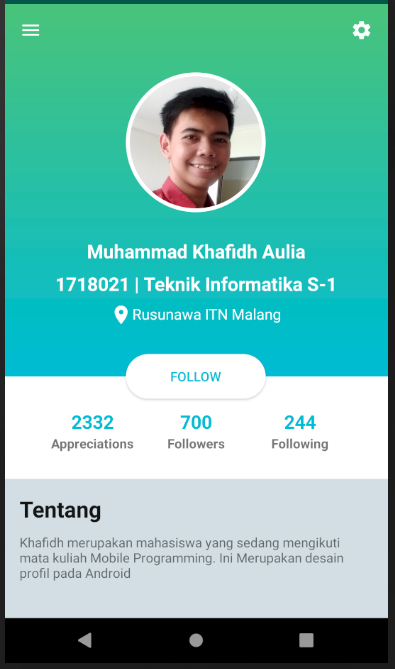 Muhammad Khafidh Aulia
1718021 | Teknik Informatika S-1
Rusunawa ITN Malang
FOLLOW
2332 700 244
Appreciations Followers Following
Tentang
Khafidh merupakan mahasiswa yang sedang mengikuti
mata kuliah Mobile Programming. Ini Merupakan desain
profil pada Android